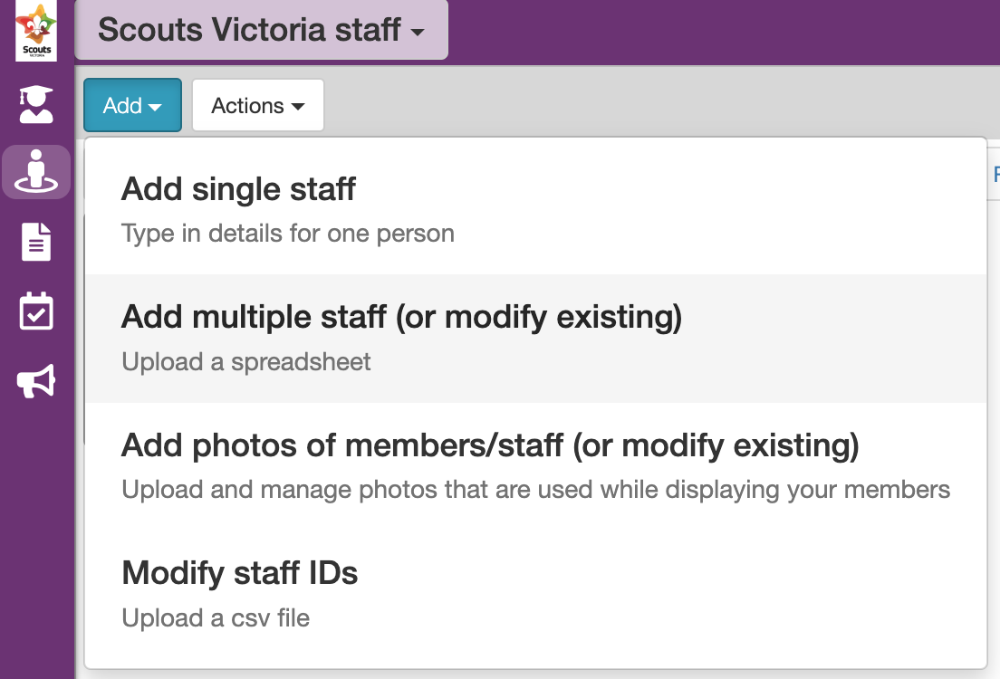 Scouts
VICTORIA
Scouts Victoria staff
Add
Actions
Add single staff
Type in details for one person
Add multiple staff (or modify existing)
Upload a spreadsheet
Add photos of members/staff (or modify existing)
Upload and manage photos that are used while displaying your members
Modify staff IDs
Upload a csv file